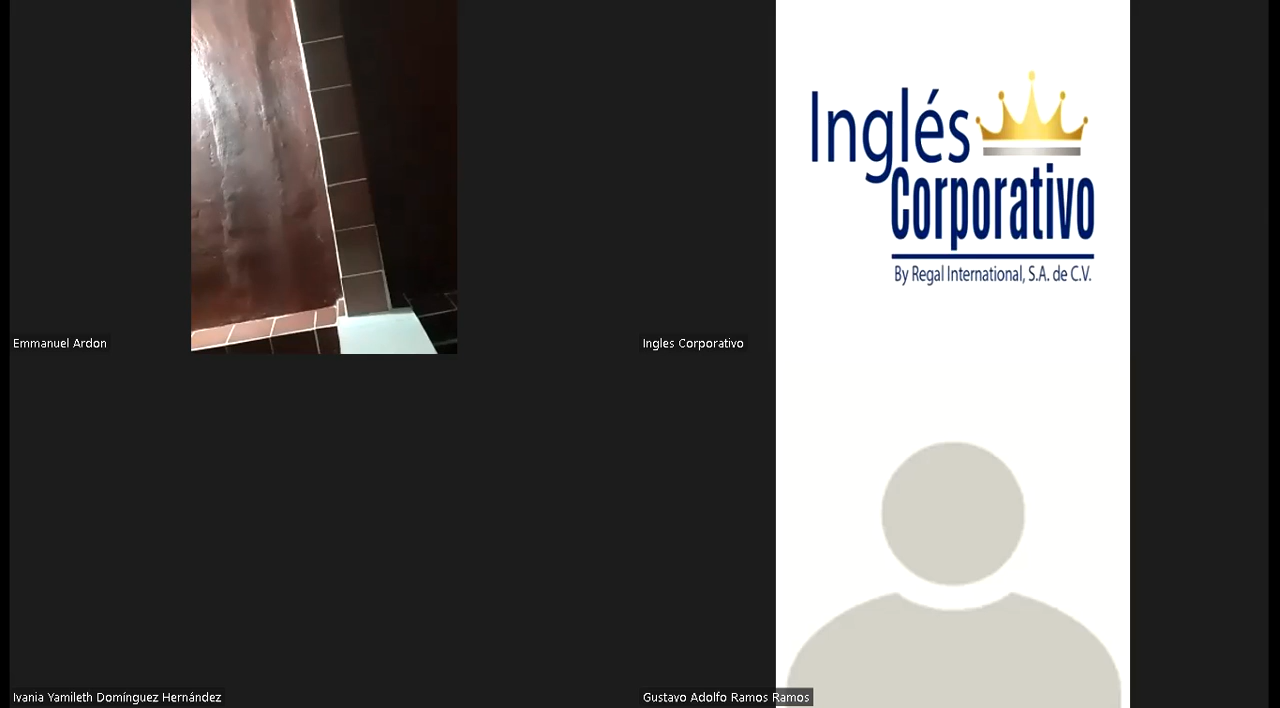 Inglés
Corporativo
By Regal International, S.A. de C.V.
Emmanuel Ardon
Ingles Corporativo
Ivania Yamileth Domínguez Hernández
Gustavo Adolfo Ramos Ramos